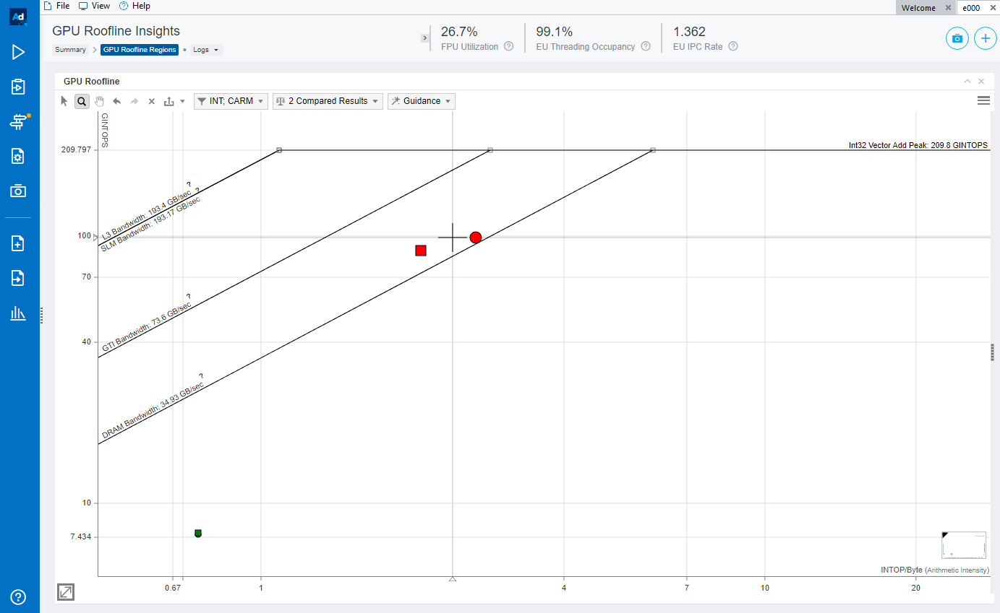 Ad
File View Help
Welcome × e000 ×
GPU Roofline Insights
Summary > GPU Roofline Regions • Logs
>
26.7%
FPU Utilization ?
99.1%
EU Threading Occupancy ?
1.362
EU IPC Rate ?
GPU Roofline
INT; CARM
2 Compared Results
Guidance
GINTOPS
209.797
100
70
40
10
7.434
Int32 Vector Add Peak: 209.8 GINTOPS
L3 Bandwidth: 193.4 GB/sec ?
SLM Bandwidth: 193.17 GB/sec ?
GTI Bandwidth: 73.6 GB/sec ?
DRAM Bandwidth: 34.93 GB/sec ?
INTOP/Byte (Arithmetic Intensity)
0.67 1 4 7 10 20